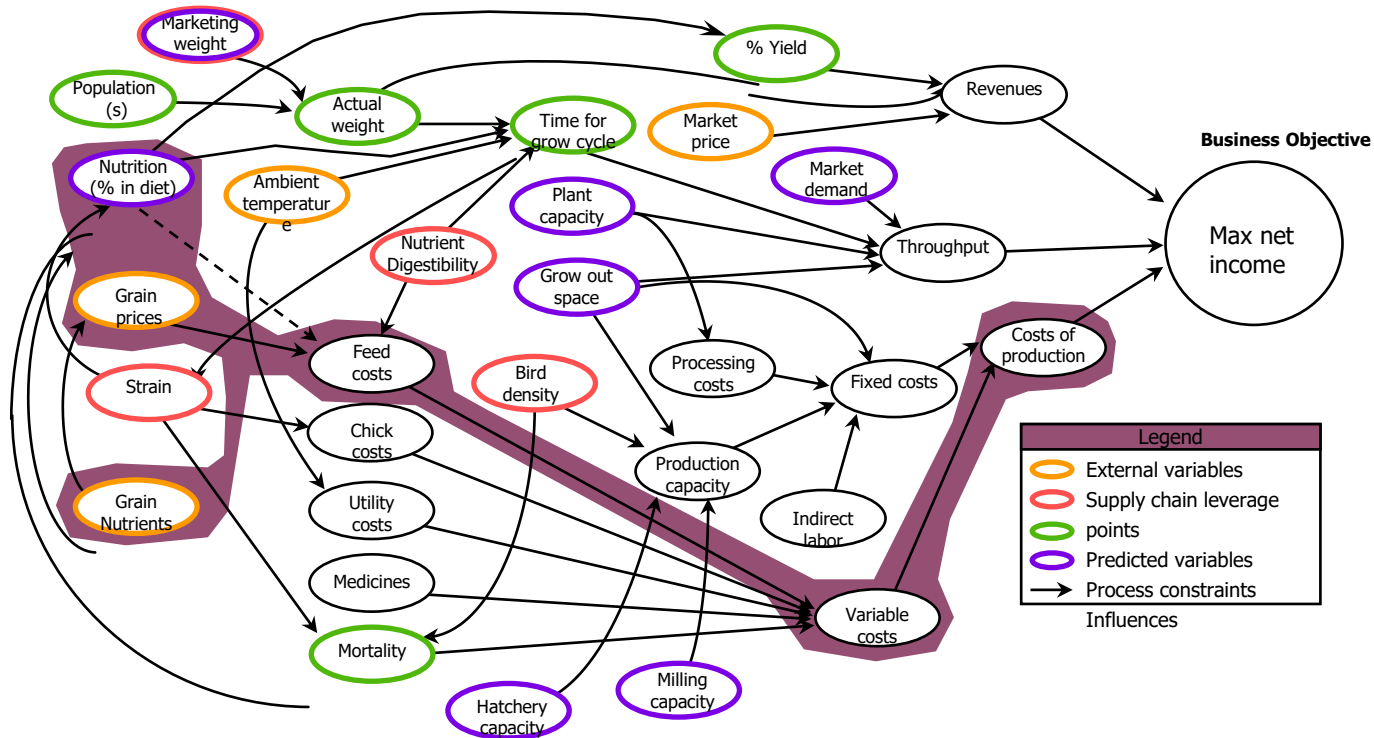 Marketing
weight
% Yield
Population
(s)
Actual
weight
Time for
grow cycle
Revenues
Market
price
Business Objective
Nutrition
(% in diet)
Ambient
temperatur
e
Market
demand
Plant
capacity
Nutrient
Digestibility
Throughput
Max net
income
Grow out
space
Grain
prices
Feed
costs
Processing
costs
Fixed costs
Costs of
production
Strain
Bird
density
Chick
costs
Production
capacity
Grain
Nutrients
Utility
costs
Indirect
labor
Medicines
Variable
costs
Mortality
Hatchery
capacity
Milling
capacity
Legend
External variables
Supply chain leverage
points
Predicted variables
Process constraints
Influences